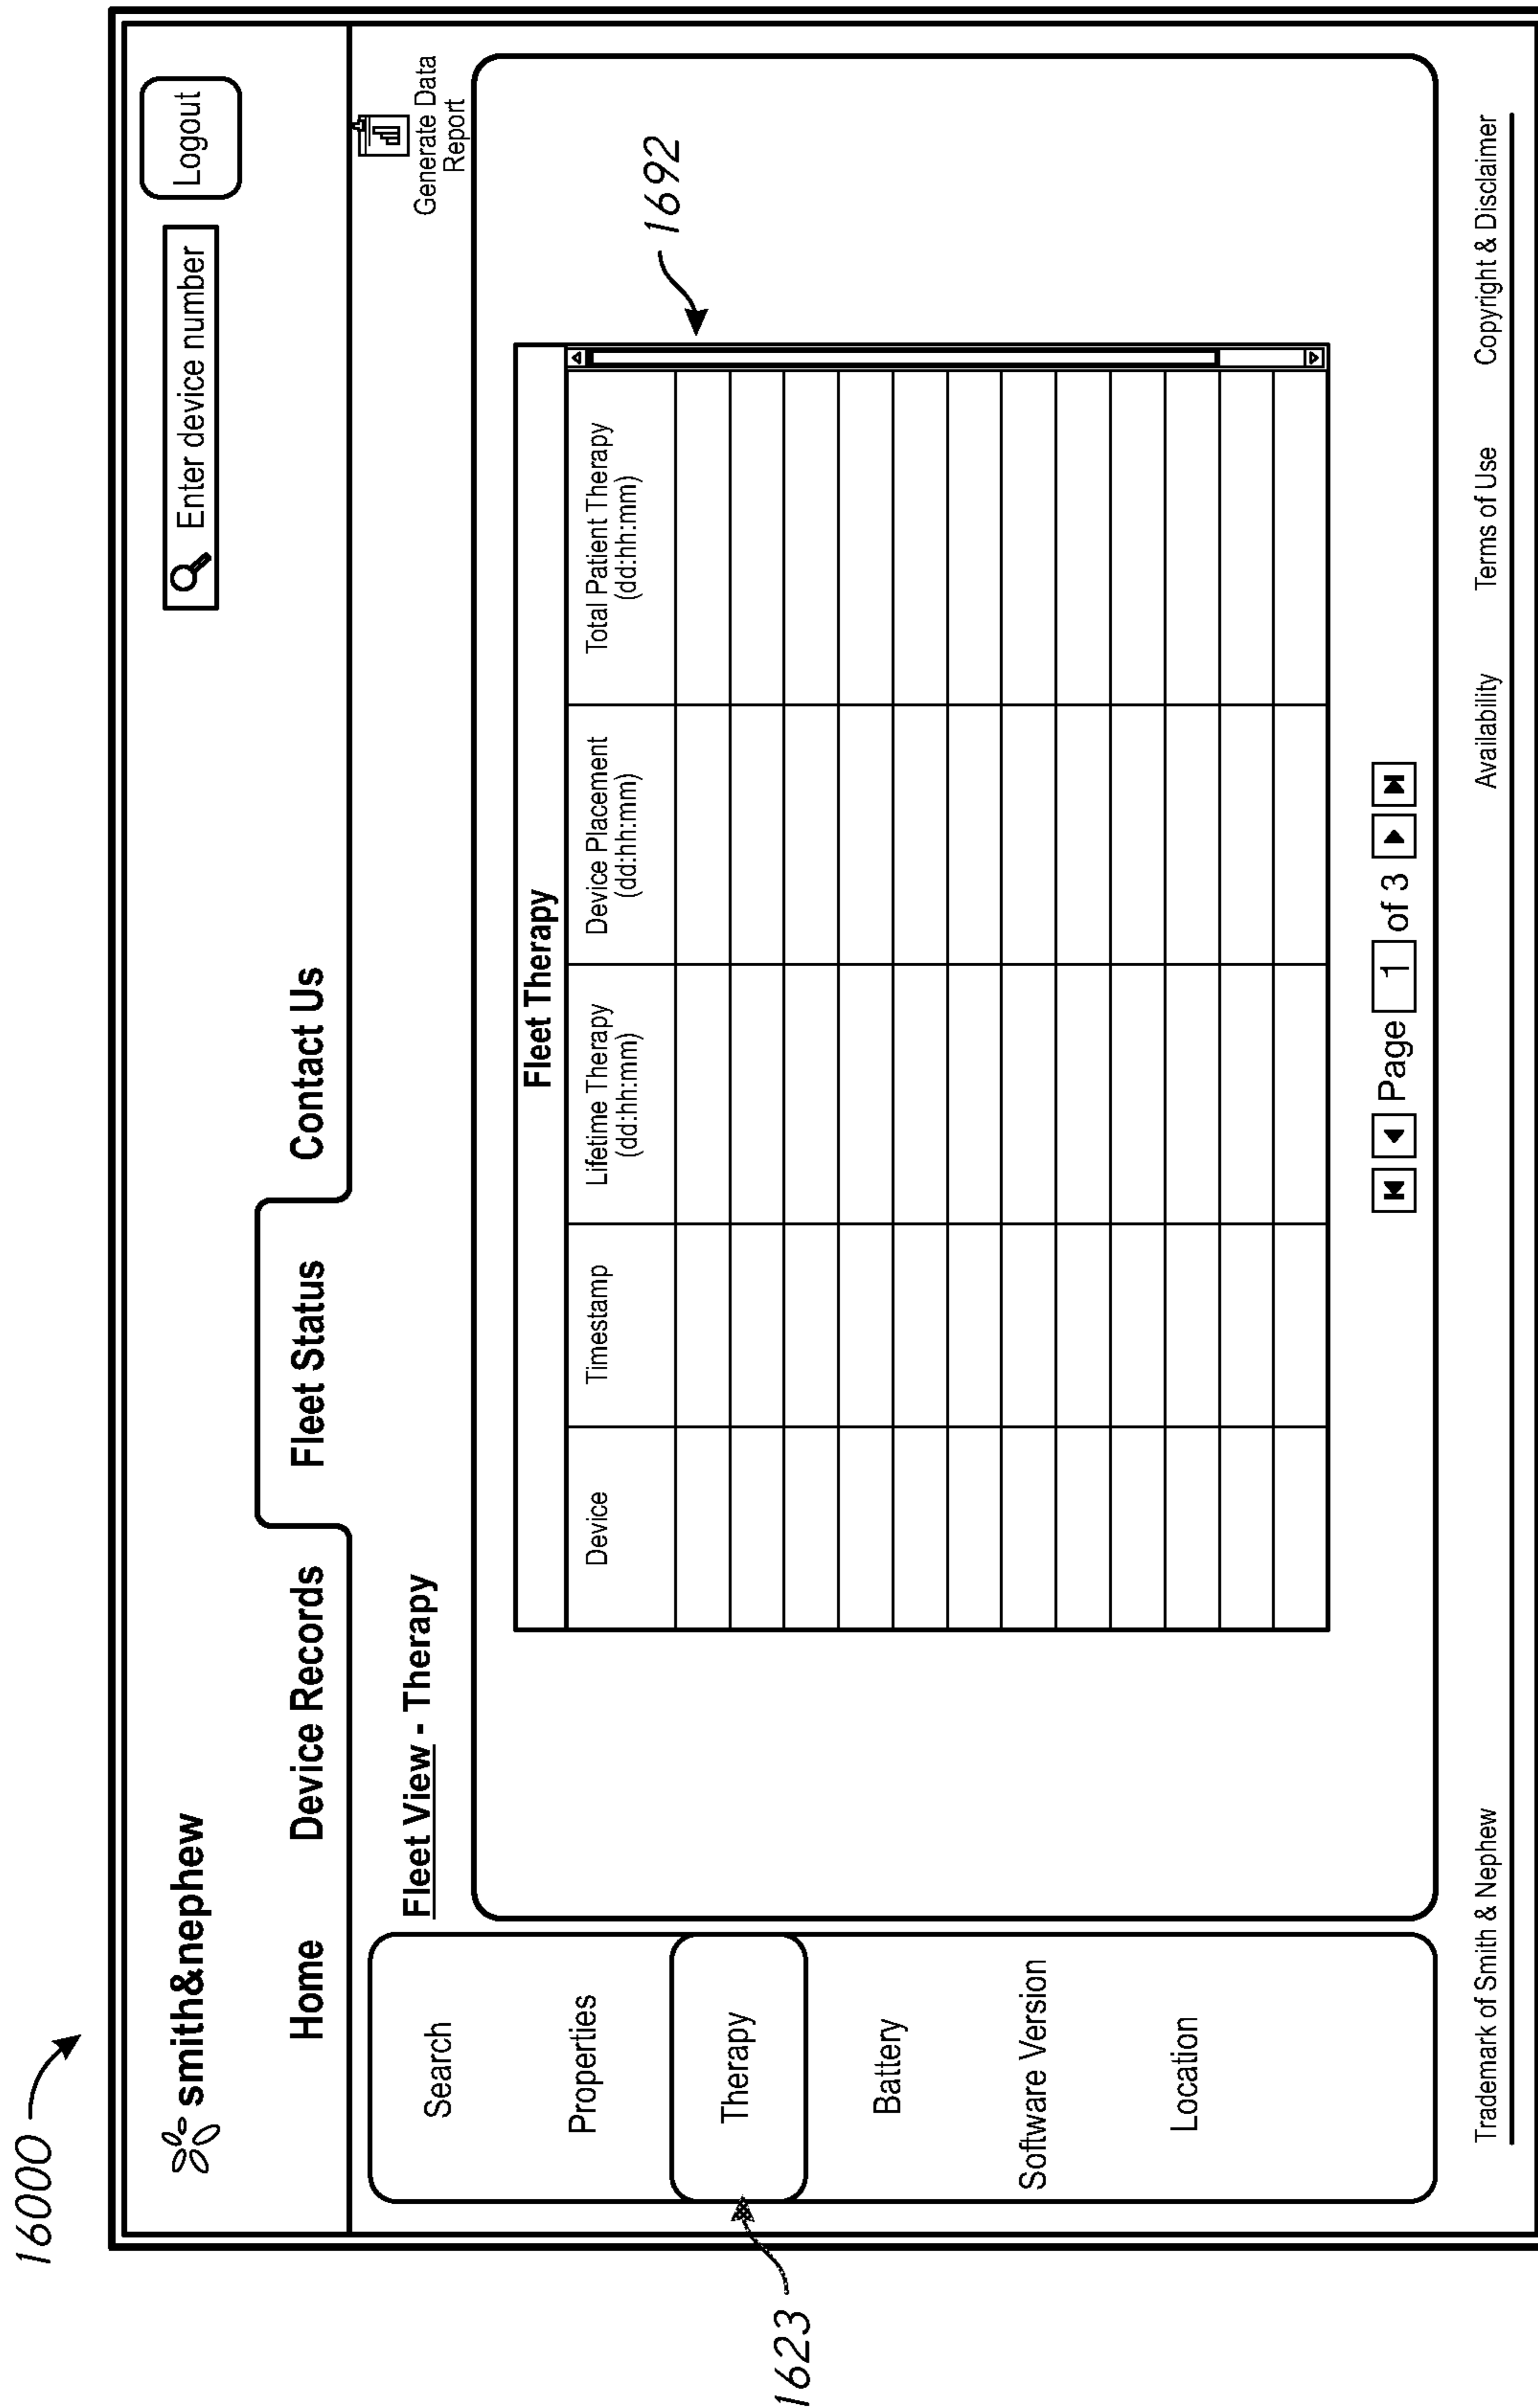 16000
smith&nephew
Enter device number
Logout
Home
Device Records
Fleet Status
Contact Us
Fleet View - Therapy
Generate Data
Report
Search
Properties
Therapy
Battery
Software Version
Location
1623
1692
Fleet Therapy
Device
Timestamp
Lifetime Therapy
(dd:hh:mm)
Device Placement
(dd:hh:mm)
Total Patient Therapy
(dd:hh:mm)
Page 1 of 3
Trademark of Smith & Nephew
Availability
Terms of Use
Copyright & Disclaimer